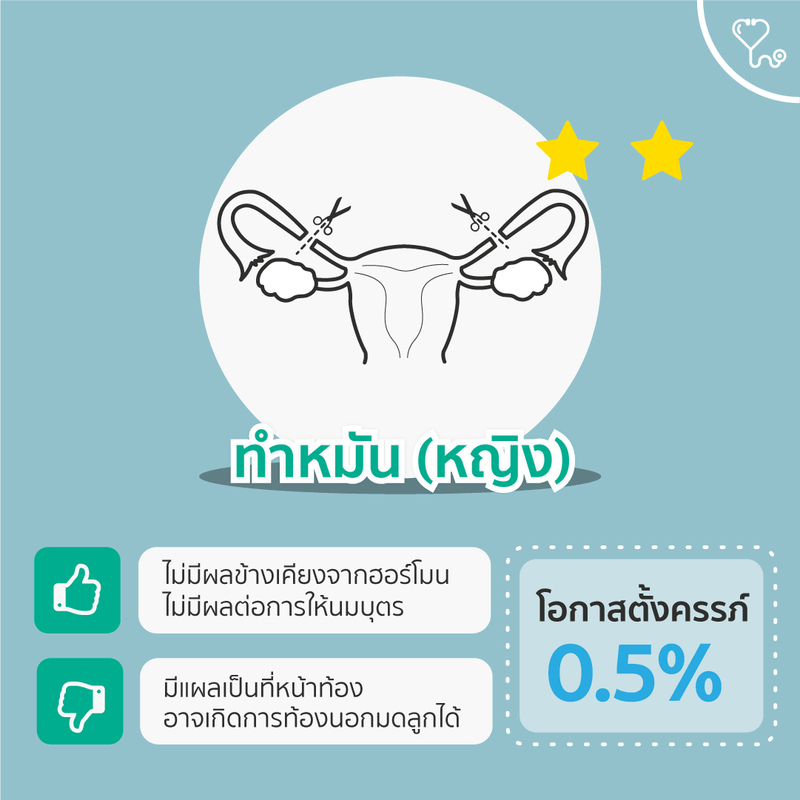 ทำหมัน (หญิง)
ไม่มีผลข้างเคียงจากฮอร์โมน
ไม่มีผลต่อการให้นมบุตร
มีแผลเป็นที่หน้าท้อง
อาจเกิดการท้องนอกมดลูกได้
โอกาสตั้งครรภ์
0.5%